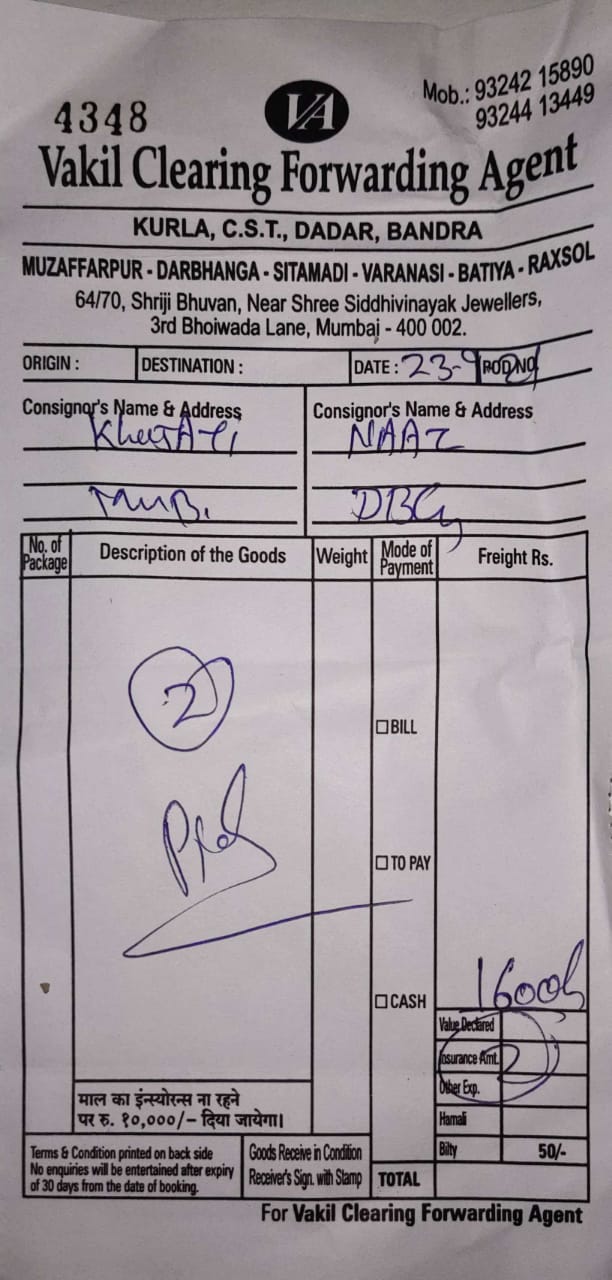 4348
VA
Mob.: 93242 15890
93244 13449
Vakil Clearing Forwarding Agent
KURLA, C.S.T., DADAR, BANDRA
MUZAFFARPUR - DARBHANGA - SITAMADI - VARANASI - BATIYA - RAXSOL
64/70, Shriji Bhuvan, Near Shree Siddhivinayak Jewellers,
3rd Bhoiwada Lane, Mumbai - 400 002.
ORIGIN : DESTINATION : DATE : 23-9 POD NO
Consignor's Name & Address Consignor's Name & Address
NAAZ
MUB. DBG
No. of Package Description of the Goods Weight Mode of Payment Freight Rs.
2
BILL
TO PAY
1600
CASH
Value Declared
Insurance Amt. 2
Other Exp.
माल का इंन्स्योरन्स ना रहने
पर रु. १०,०००/- दिया जायेगा।
Hamali
Bilty 50/-
Terms & Condition printed on back side
No enquiries will be entertained after expiry
of 30 days from the date of booking.
Goods Receive in Condition
Receiver's Sign. with Stamp
TOTAL
For Vakil Clearing Forwarding Agent